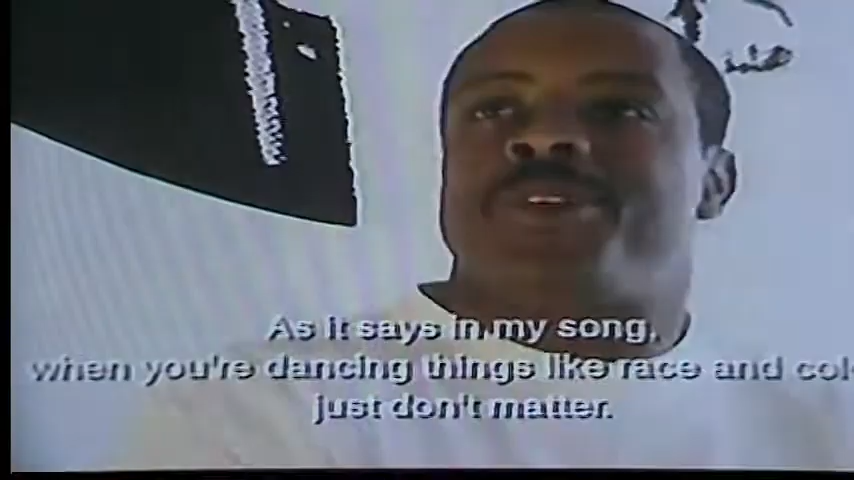 As it says in my song,
when you're dancing things like race and col
just don't matter.